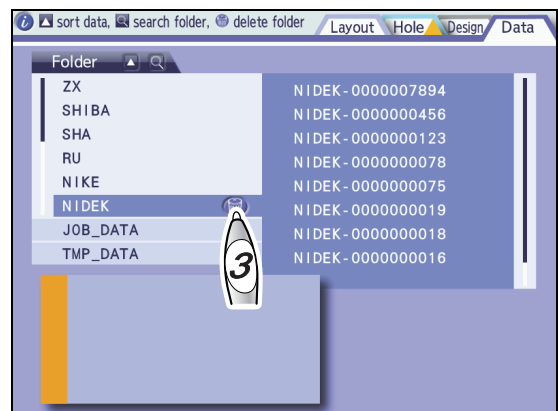 sort data, search folder, delete folder
Layout Hole Design Data
Folder
ZX
SHIBA
SHA
RU
NIKE
NIDEK
JOB_DATA
TMP_DATA
NIDEK-0000007894
NIDEK-0000000456
NIDEK-0000000123
NIDEK-0000000078
NIDEK-0000000075
NIDEK-0000000019
NIDEK-0000000018
NIDEK-0000000016
3